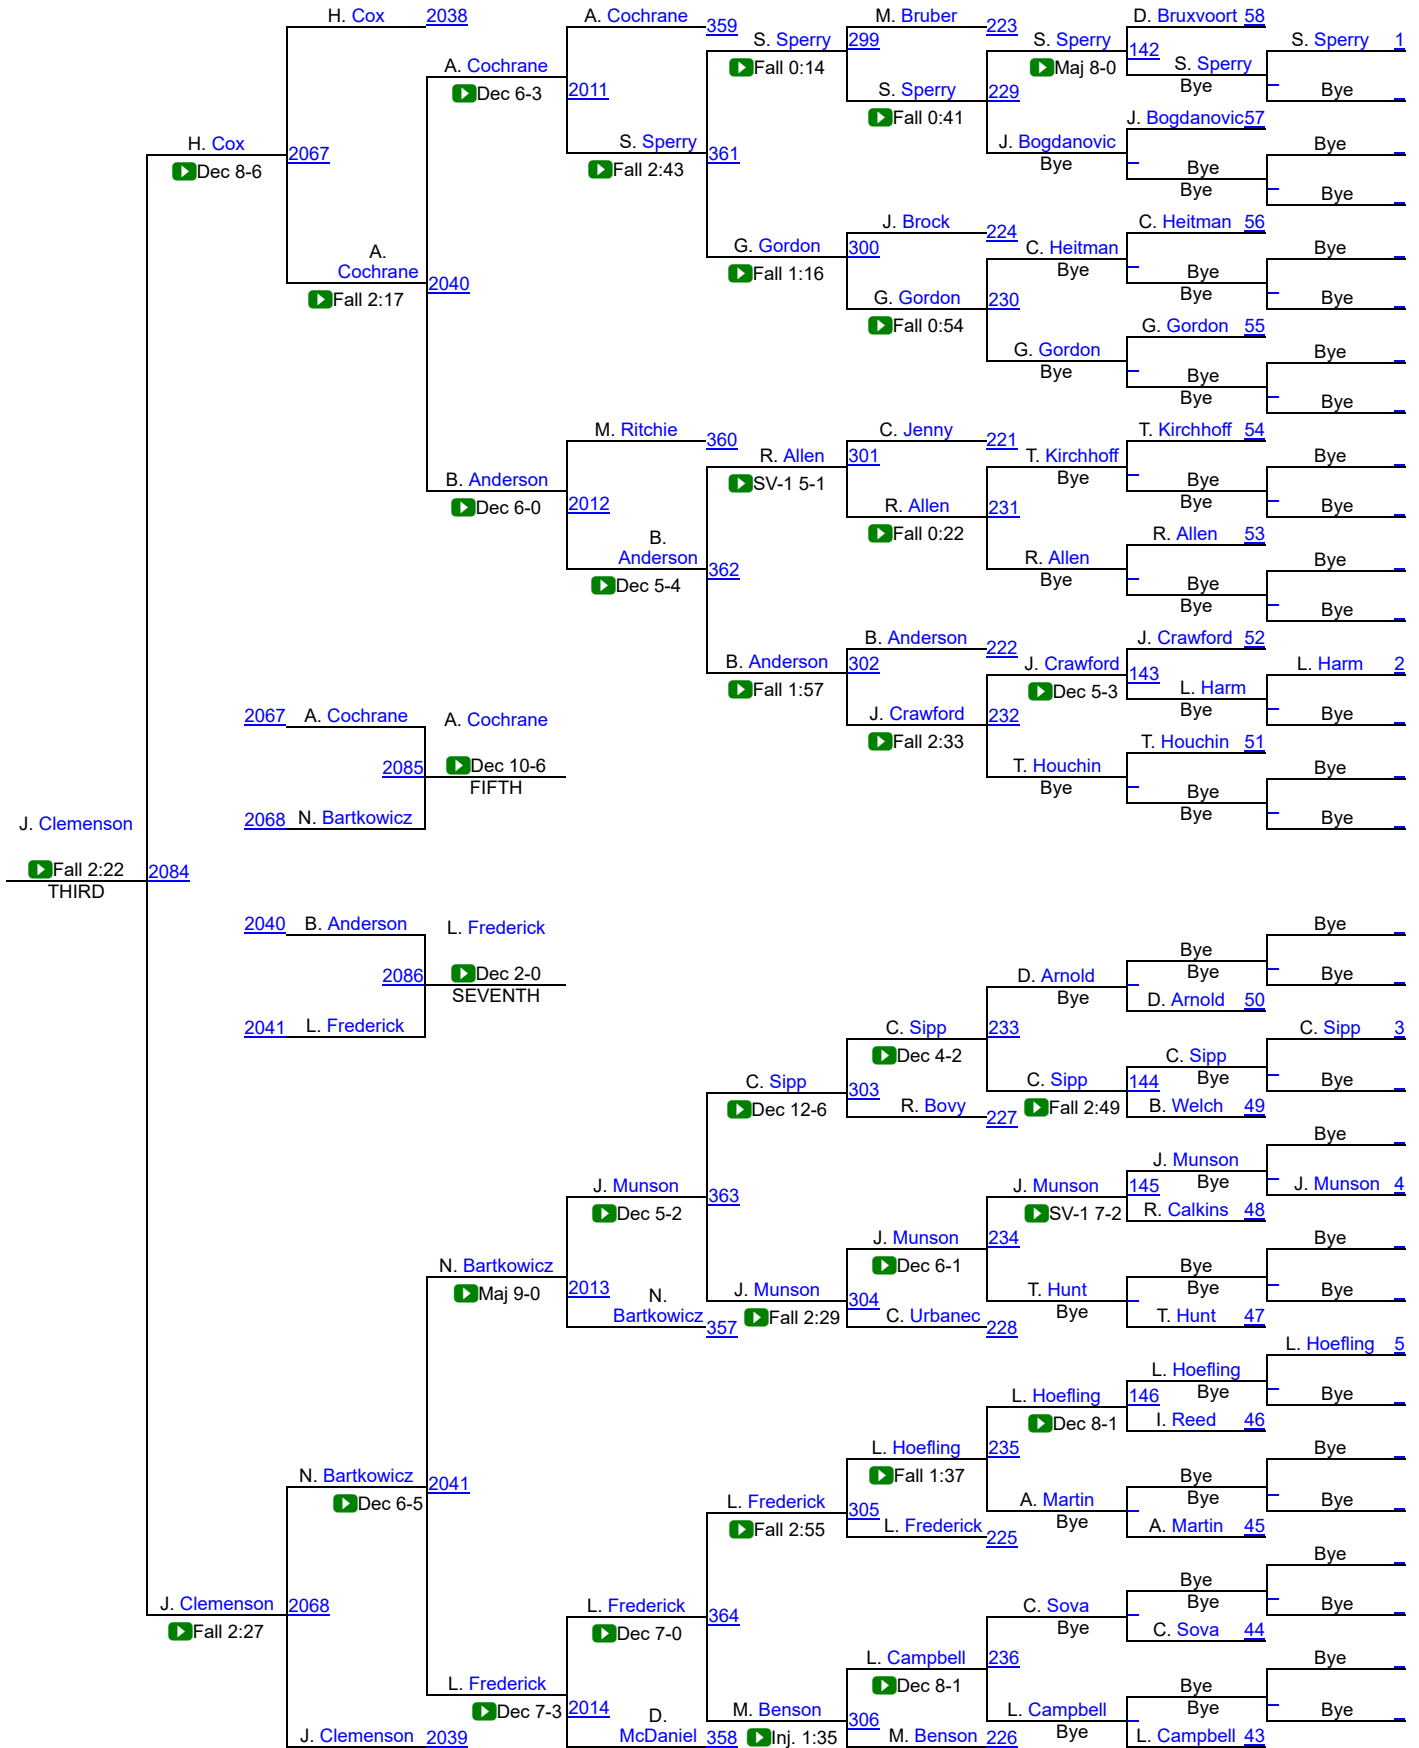 H. Cox 2038 A. Cochrane M. Bruber 223 D. Bruxvoort 58
359 S. Sperry 299 S. Sperry 142 S. Sperry 1
A. Cochrane Fall 0:14 Maj 8-0 S. Sperry
Dec 6-3 2011 S. Sperry 229 Bye Bye
Fall 0:41 J. Bogdanovic 57
H. Cox 2067 S. Sperry 361 J. Bogdanovic Bye
Dec 8-6 Fall 2:43 Bye Bye
Bye Bye
J. Brock 224 C. Heitman 56
A. G. Gordon 300 C. Heitman Bye
Cochrane 2040 Fall 1:16 Bye Bye
Fall 2:17 G. Gordon 230 Bye Bye
Fall 0:54 G. Gordon 55
G. Gordon Bye
Bye Bye
Bye Bye
M. Ritchie 360 C. Jenny 221 T. Kirchhoff 54
R. Allen 301 T. Kirchhoff Bye
B. Anderson SV-1 5-1 Bye Bye
Dec 6-0 2012 R. Allen 231 Bye Bye
B. Fall 0:22 R. Allen 53
Anderson 362 R. Allen Bye
Dec 5-4 Bye Bye
Bye Bye
B. Anderson 222 J. Crawford 52
B. Anderson 302 J. Crawford 143 L. Harm 2
Fall 1:57 Dec 5-3 L. Harm
2067 A. Cochrane A. Cochrane J. Crawford 232 Bye Bye
Fall 2:33 T. Houchin 51
2085 Dec 10-6 T. Houchin Bye
FIFTH Bye Bye
2068 N. Bartkowicz Bye Bye
J. Clemenson
Fall 2:22 2084
THIRD
2040 B. Anderson L. Frederick Bye
Bye
2086 Dec 2-0 D. Arnold Bye Bye
SEVENTH Bye D. Arnold 50
2041 L. Frederick C. Sipp 233 C. Sipp 3
Dec 4-2 C. Sipp
C. Sipp 303 C. Sipp 144 Bye Bye
Dec 12-6 R. Bovy 227 Fall 2:49 B. Welch 49
Bye
J. Munson
J. Munson 363 J. Munson 145 Bye J. Munson 4
Dec 5-2 SV-1 7-2 R. Calkins 48
J. Munson 234 Bye
N. Bartkowicz Dec 6-1 Bye
Maj 9-0 2013 N. J. Munson 304 T. Hunt Bye Bye
Bartkowicz 357 Fall 2:29 C. Urbanec 228 Bye T. Hunt 47
L. Hoefling 5
L. Hoefling
L. Hoefling 146 Bye Bye
Dec 8-1 I. Reed 46
L. Hoefling 235 Bye
N. Bartkowicz 2041 Fall 1:37 Bye
Dec 6-5 L. Frederick 305 A. Martin Bye Bye
Fall 2:55 L. Frederick 225 Bye A. Martin 45
Bye
Bye
J. Clemenson 2068 L. Frederick 364 C. Sova Bye Bye
Fall 2:27 Dec 7-0 Bye C. Sova 44
L. Campbell 236 Bye
L. Frederick Dec 8-1 Bye
Dec 7-3 2014 D. M. Benson 306 L. Campbell Bye Bye
J. Clemenson 2039 McDaniel 358 Inj. 1:35 M. Benson 226 Bye L. Campbell 43